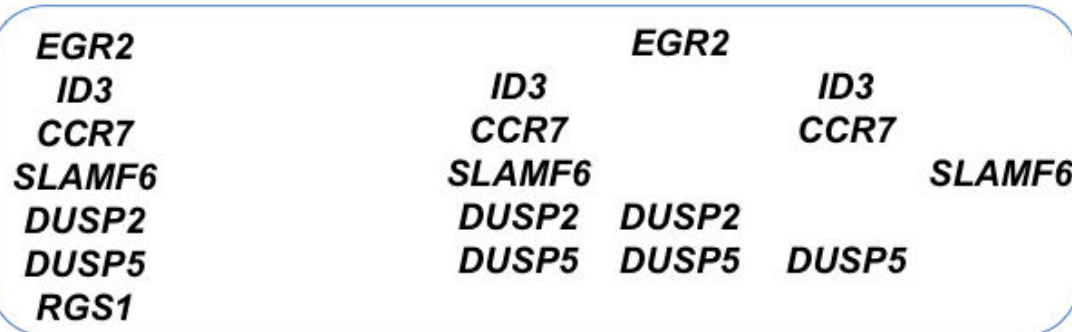 EGR2 EGR2
ID3 ID3 ID3
CCR7 CCR7 CCR7
SLAMF6 SLAMF6 SLAMF6
DUSP2 DUSP2 DUSP2
DUSP5 DUSP5 DUSP5 DUSP5
RGS1